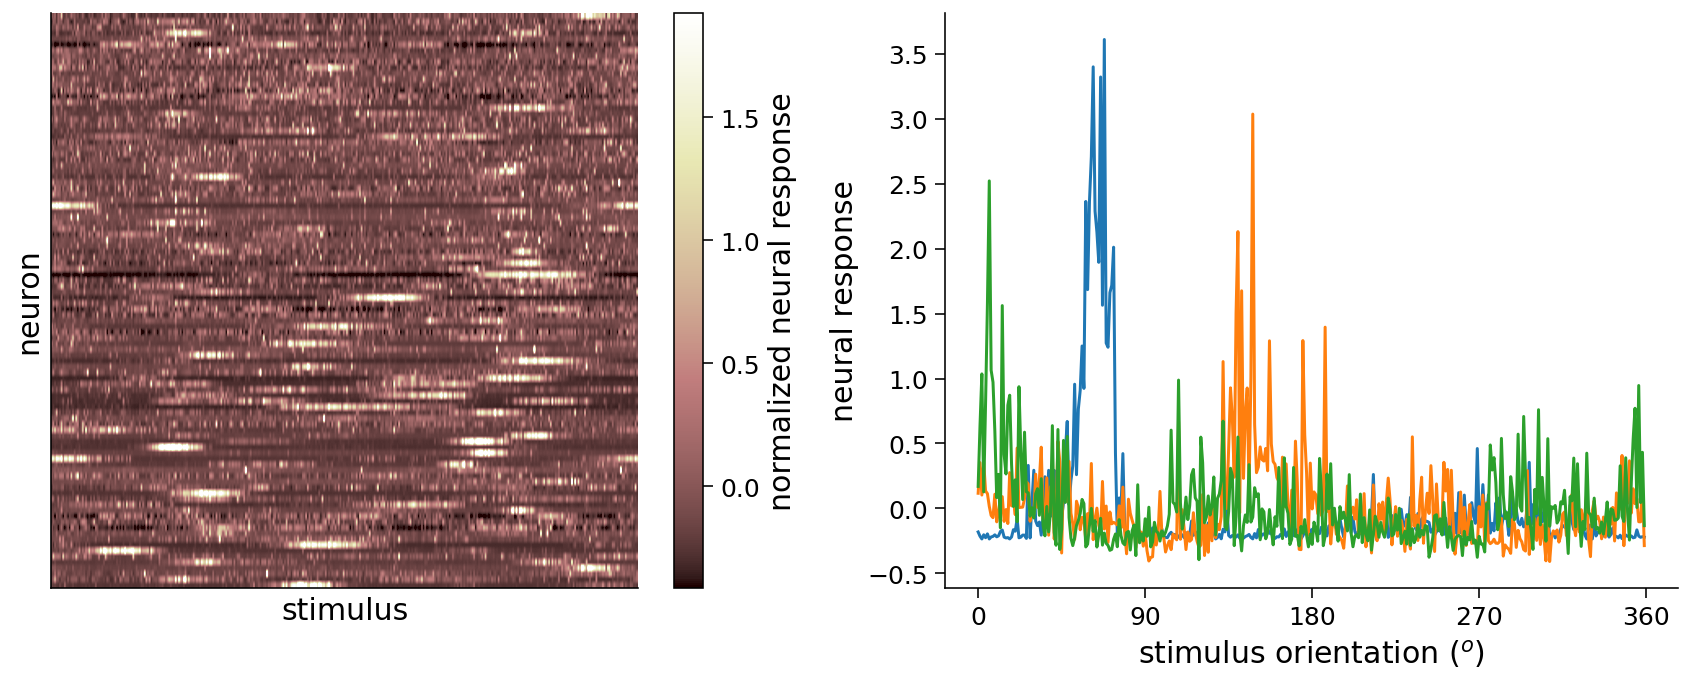 neuron
stimulus
1.5
1.0
0.5
0.0
normalized neural response
neural response
3.5
3.0
2.5
2.0
1.5
1.0
0.5
0.0
−0.5
0 90 180 270 360
stimulus orientation (°)